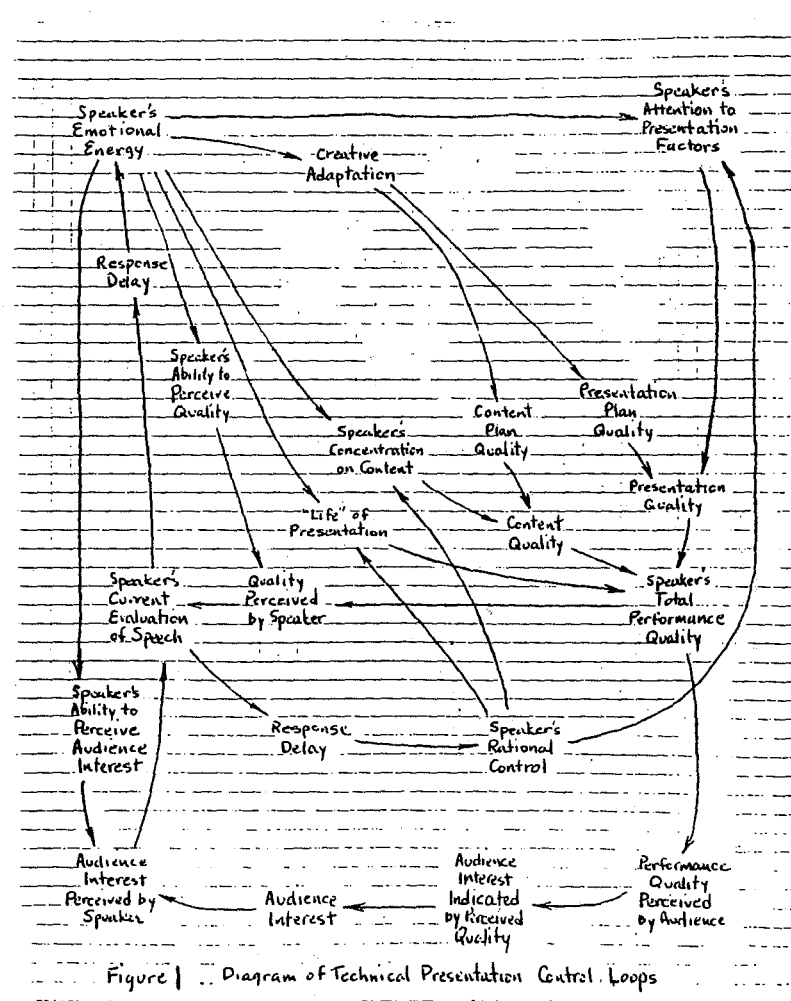 Speaker's
Emotional
Energy
Speaker's
Attention to
Presentation
Factors
Creative
Adaptation
Response
Delay
Speaker's
Ability to
Perceive
Quality
Speaker's
Concentration
on Content
Content
Plan
Quality
Presentation
Plan
Quality
Presentation
Quality
"Life" of
Presentation
Content
Quality
Speaker's
Current
Evaluation
of Speech
Quality
Perceived
by Speaker
Speaker's
Total
Performance
Quality
Speaker's
Ability to
Perceive
Audience
Interest
Response
Delay
Speaker's
Rational
Control
Audience
Interest
Perceived by
Speaker
Audience
Interest
Audience
Interest
Indicated
by Perceived
Quality
Performance
Quality
Perceived
by Audience
Figure 1 .. Diagram of Technical Presentation Control Loops